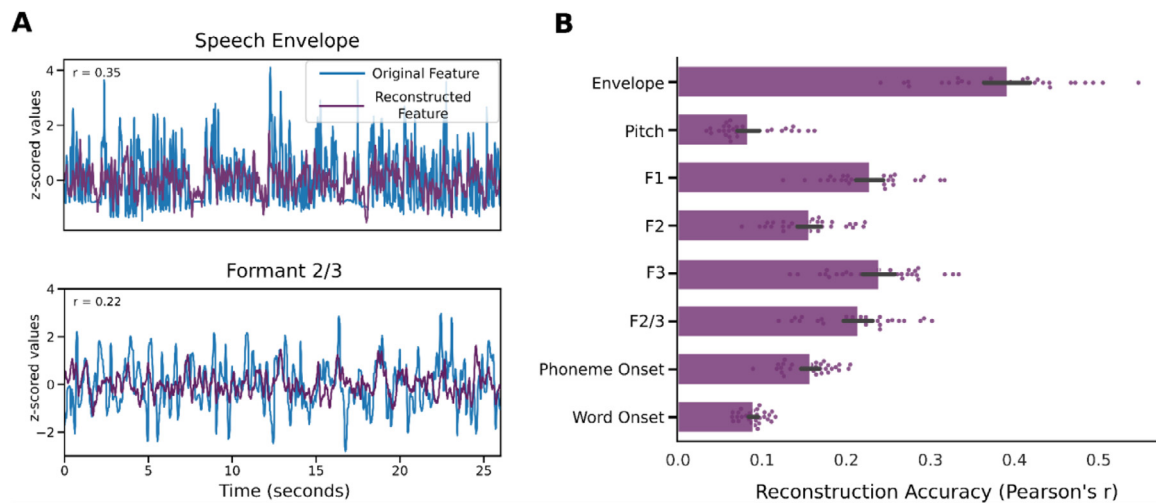 A
Speech Envelope
r = 0.35
Original Feature
Reconstructed
Feature
z-scored values
4
2
0
Formant 2/3
r = 0.22
z-scored values
4
2
0
−2
0 5 10 15 20 25
Time (seconds)
B
Envelope
Pitch
F1
F2
F3
F2/3
Phoneme Onset
Word Onset
0.0 0.1 0.2 0.3 0.4 0.5
Reconstruction Accuracy (Pearson's r)